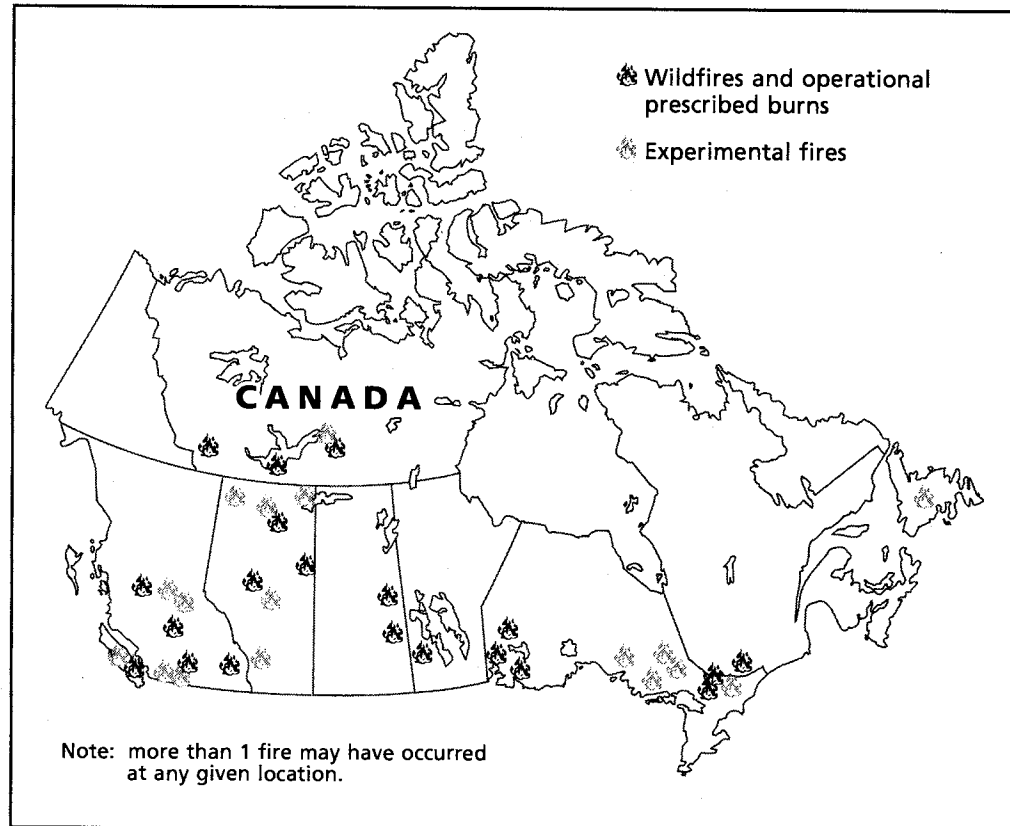 Wildfires and operational
prescribed burns
Experimental fires
CANADA
Note: more than 1 fire may have occurred
at any given location.